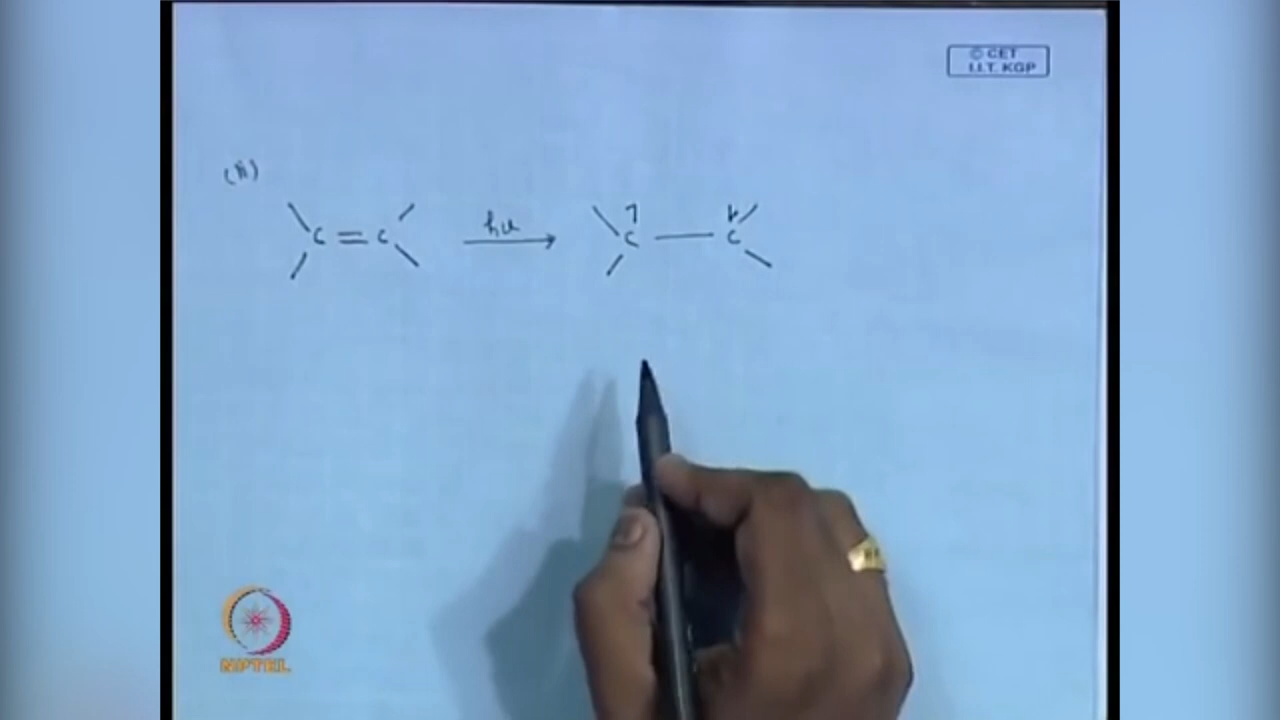 © CET
I.I.T. KGP
(ii)
C = C hν C — C
NPTEL